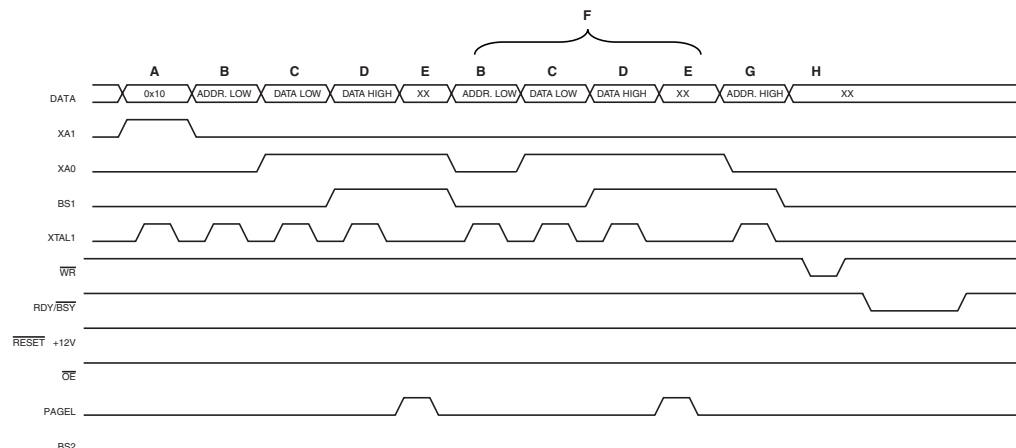 F
A B C D E B C D E G H
DATA 0x10 ADDR. LOW DATA LOW DATA HIGH XX ADDR. LOW DATA LOW DATA HIGH XX ADDR. HIGH XX
XA1
XA0
BS1
XTAL1
WR
RDY/BSY
RESET +12V
OE
PAGEL
BS2